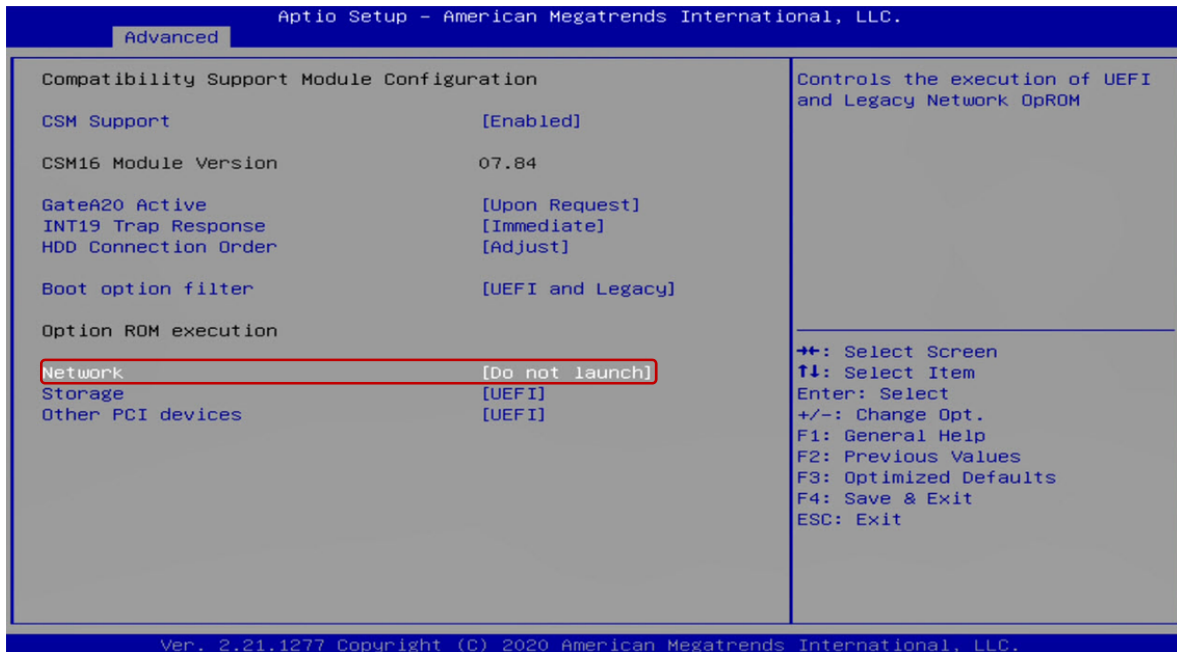 Aptio Setup – American Megatrends International, LLC.
Advanced
Compatibility Support Module Configuration
CSM Support [Enabled]
CSM16 Module Version 07.84
GateA20 Active [Upon Request]
INT19 Trap Response [Immediate]
HDD Connection Order [Adjust]
Boot option filter [UEFI and Legacy]
Option ROM execution
Network [Do not launch]
Storage [UEFI]
Other PCI devices [UEFI]
Controls the execution of UEFI
and Legacy Network OpROM
→←: Select Screen
↑↓: Select Item
Enter: Select
+/-: Change Opt.
F1: General Help
F2: Previous Values
F3: Optimized Defaults
F4: Save & Exit
ESC: Exit
Ver. 2.21.1277 Copyright (C) 2020 American Megatrends International, LLC.